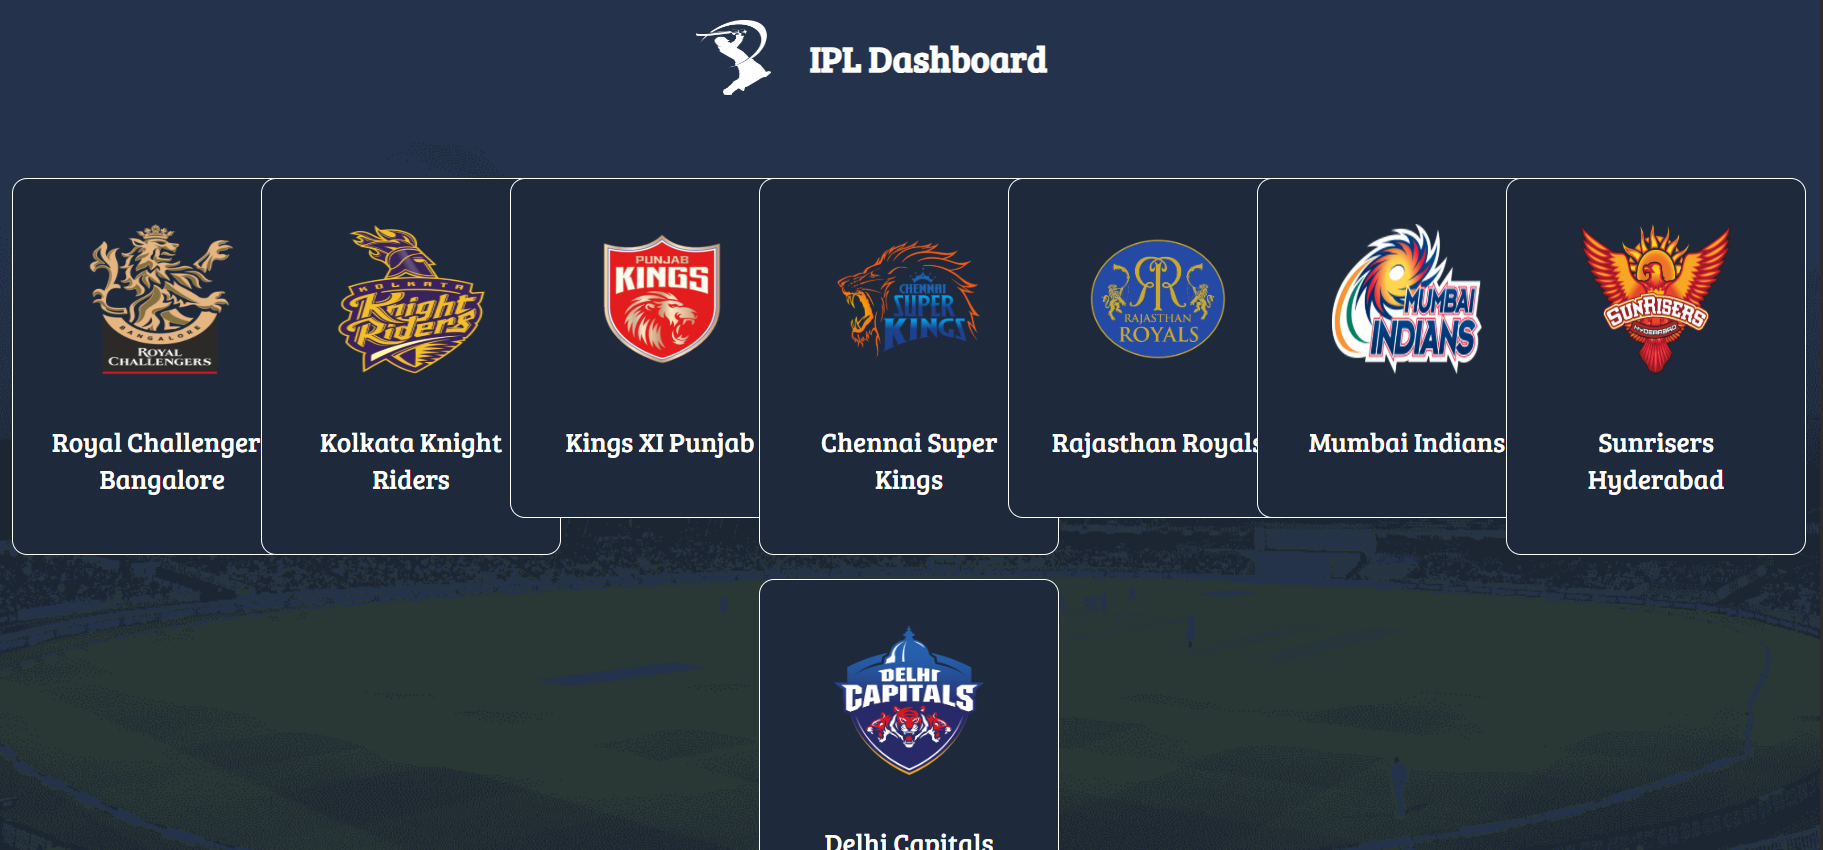 IPL Dashboard
BANGALORE
ROYAL
CHALLENGERS
Royal Challenger
Bangalore
KOLKATA
Knight
Riders
Kolkata Knight
Riders
PUNJAB
KINGS
Kings XI Punjab
CHENNAI
SUPER
KINGS
Chennai Super
Kings
RR
RAJASTHAN
ROYALS
Rajasthan Royals
MUMBAI
INDIANS
Mumbai Indians
SUNRISERS
HYDERABAD
Sunrisers
Hyderabad
DELHI
CAPITALS
Delhi Capitals